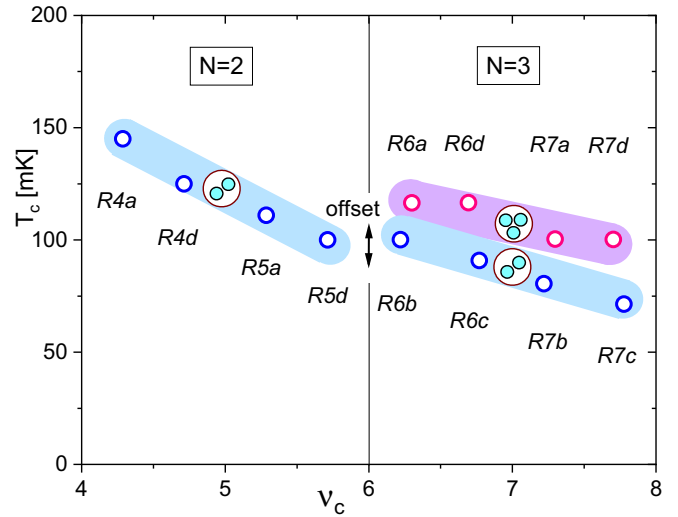 200
N=2
N=3
150
R6a R6d R7a R7d
R4a
offset
T_c [mK]
100
R4d
R5a
R5d
R6b
R6c
R7b
R7c
50
0
4 5 6 7 8
ν_c